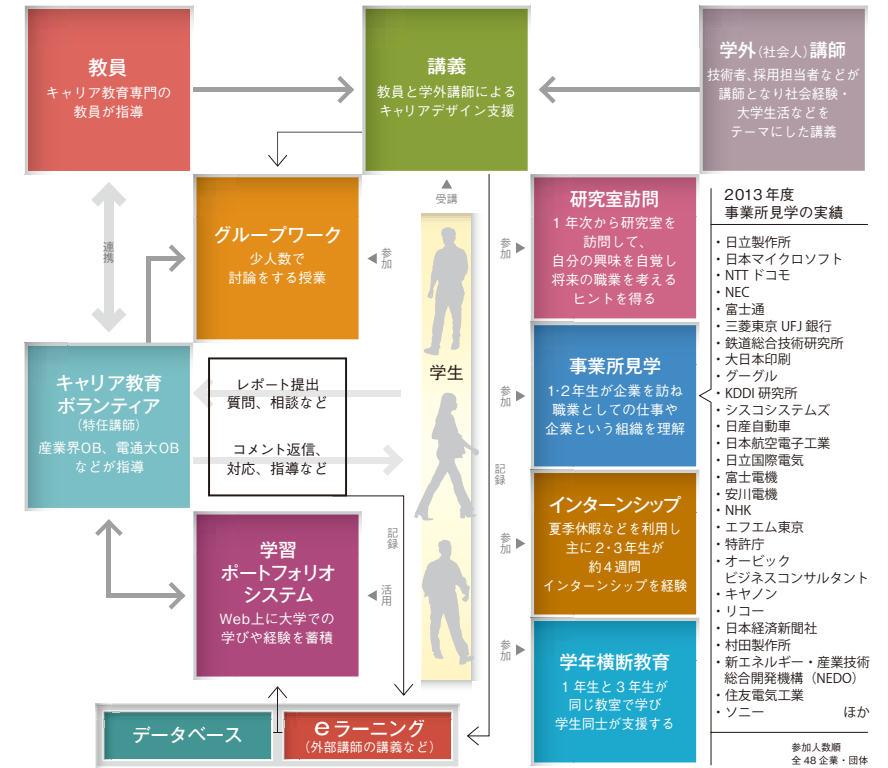 教員
キャリア教育専門の
教員が指導
講義
教員と学外講師による
キャリアデザイン支援
学外(社会人)講師
技術者、採用担当者などが
講師となり社会経験・
大学生活などを
テーマにした講義
連携
グループワーク
少人数で
討論をする授業
参加
受講
学生
キャリア教育
ボランティア
(特任講師)
産業界OB、電通大OB
などが指導
レポート提出
質問、相談など
コメント返信、
対応、指導など
学習
ポートフォリオ
システム
Web上に大学での
学びや経験を蓄積
記録
活用
データベース
eラーニング
(外部講師の講義など)
記録
参加
研究室訪問
1年次から研究室を
訪問して、
自分の興味を自覚し
将来の職業を考える
ヒントを得る
参加
事業所見学
1・2年生が企業を訪ね
職業としての仕事や
企業という組織を理解
参加
インターンシップ
夏季休暇などを利用し
主に2・3年生が
約4週間
インターンシップを経験
参加
学年横断教育
1年生と3年生が
同じ教室で学び
学生同士が支援する
2013年度
事業所見学の実績
・日立製作所
・日本マイクロソフト
・NTTドコモ
・NEC
・富士通
・三菱東京UFJ銀行
・鉄道総合技術研究所
・大日本印刷
・グーグル
・KDDI研究所
・シスコシステムズ
・日産自動車
・日本航空電子工業
・日立国際電気
・富士電機
・安川電機
・NHK
・エフエム東京
・特許庁
・オービック
ビジネスコンサルタント
・キヤノン
・リコー
・日本経済新聞社
・村田製作所
・新エネルギー・産業技術
総合開発機構(NEDO)
・住友電気工業
・ソニー ほか
参加人数順
全48企業・団体